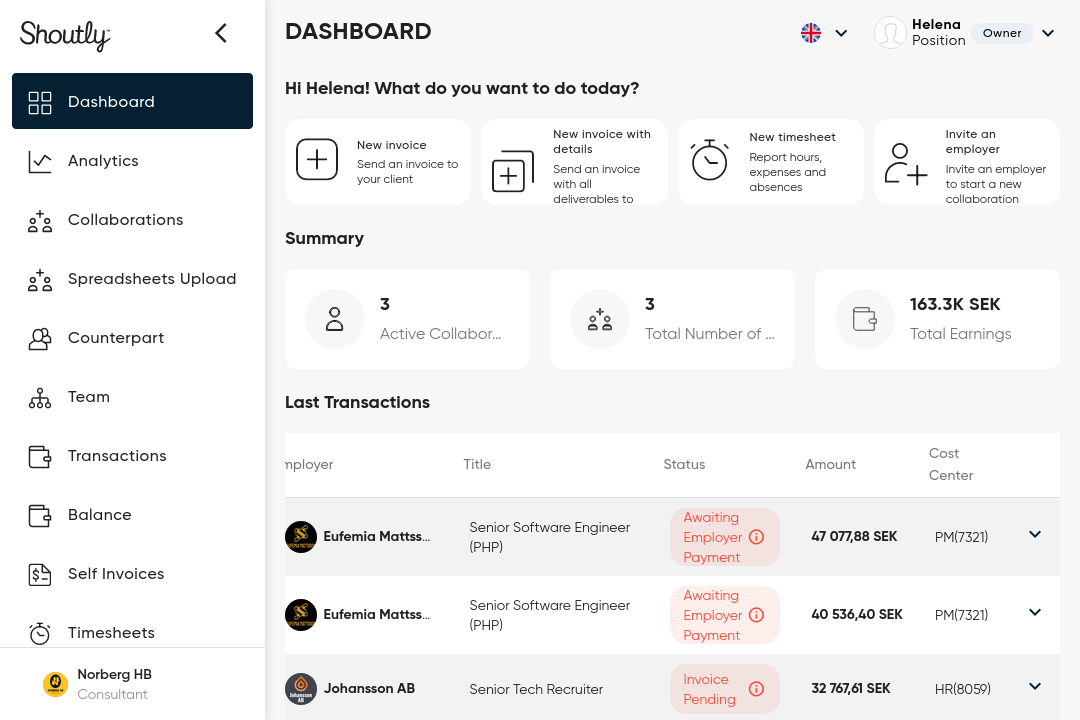 Shoutly
DASHBOARD
Helena
Position
Owner
Dashboard
Analytics
Collaborations
Spreadsheets Upload
Counterpart
Team
Transactions
Balance
Self Invoices
Timesheets
Norberg HB
Consultant
Hi Helena! What do you want to do today?
New invoice
Send an invoice to
your client
New invoice with
details
Send an invoice
with all
deliverables to
New timesheet
Report hours,
expenses and
absences
Invite an
employer
Invite an employer
to start a new
collaboration
Summary
3
Active Collabor...
3
Total Number of ...
163.3K SEK
Total Earnings
Last Transactions
mployer Title Status Amount Cost
Center
Eufemia Mattss...
Senior Software Engineer
(PHP)
Awaiting
Employer
Payment
47 077,88 SEK
PM(7321)
Eufemia Mattss...
Senior Software Engineer
(PHP)
Awaiting
Employer
Payment
40 536,40 SEK
PM(7321)
Johansson
AB
Johansson AB
Senior Tech Recruiter
Invoice
Pending
32 767,61 SEK
HR(8059)